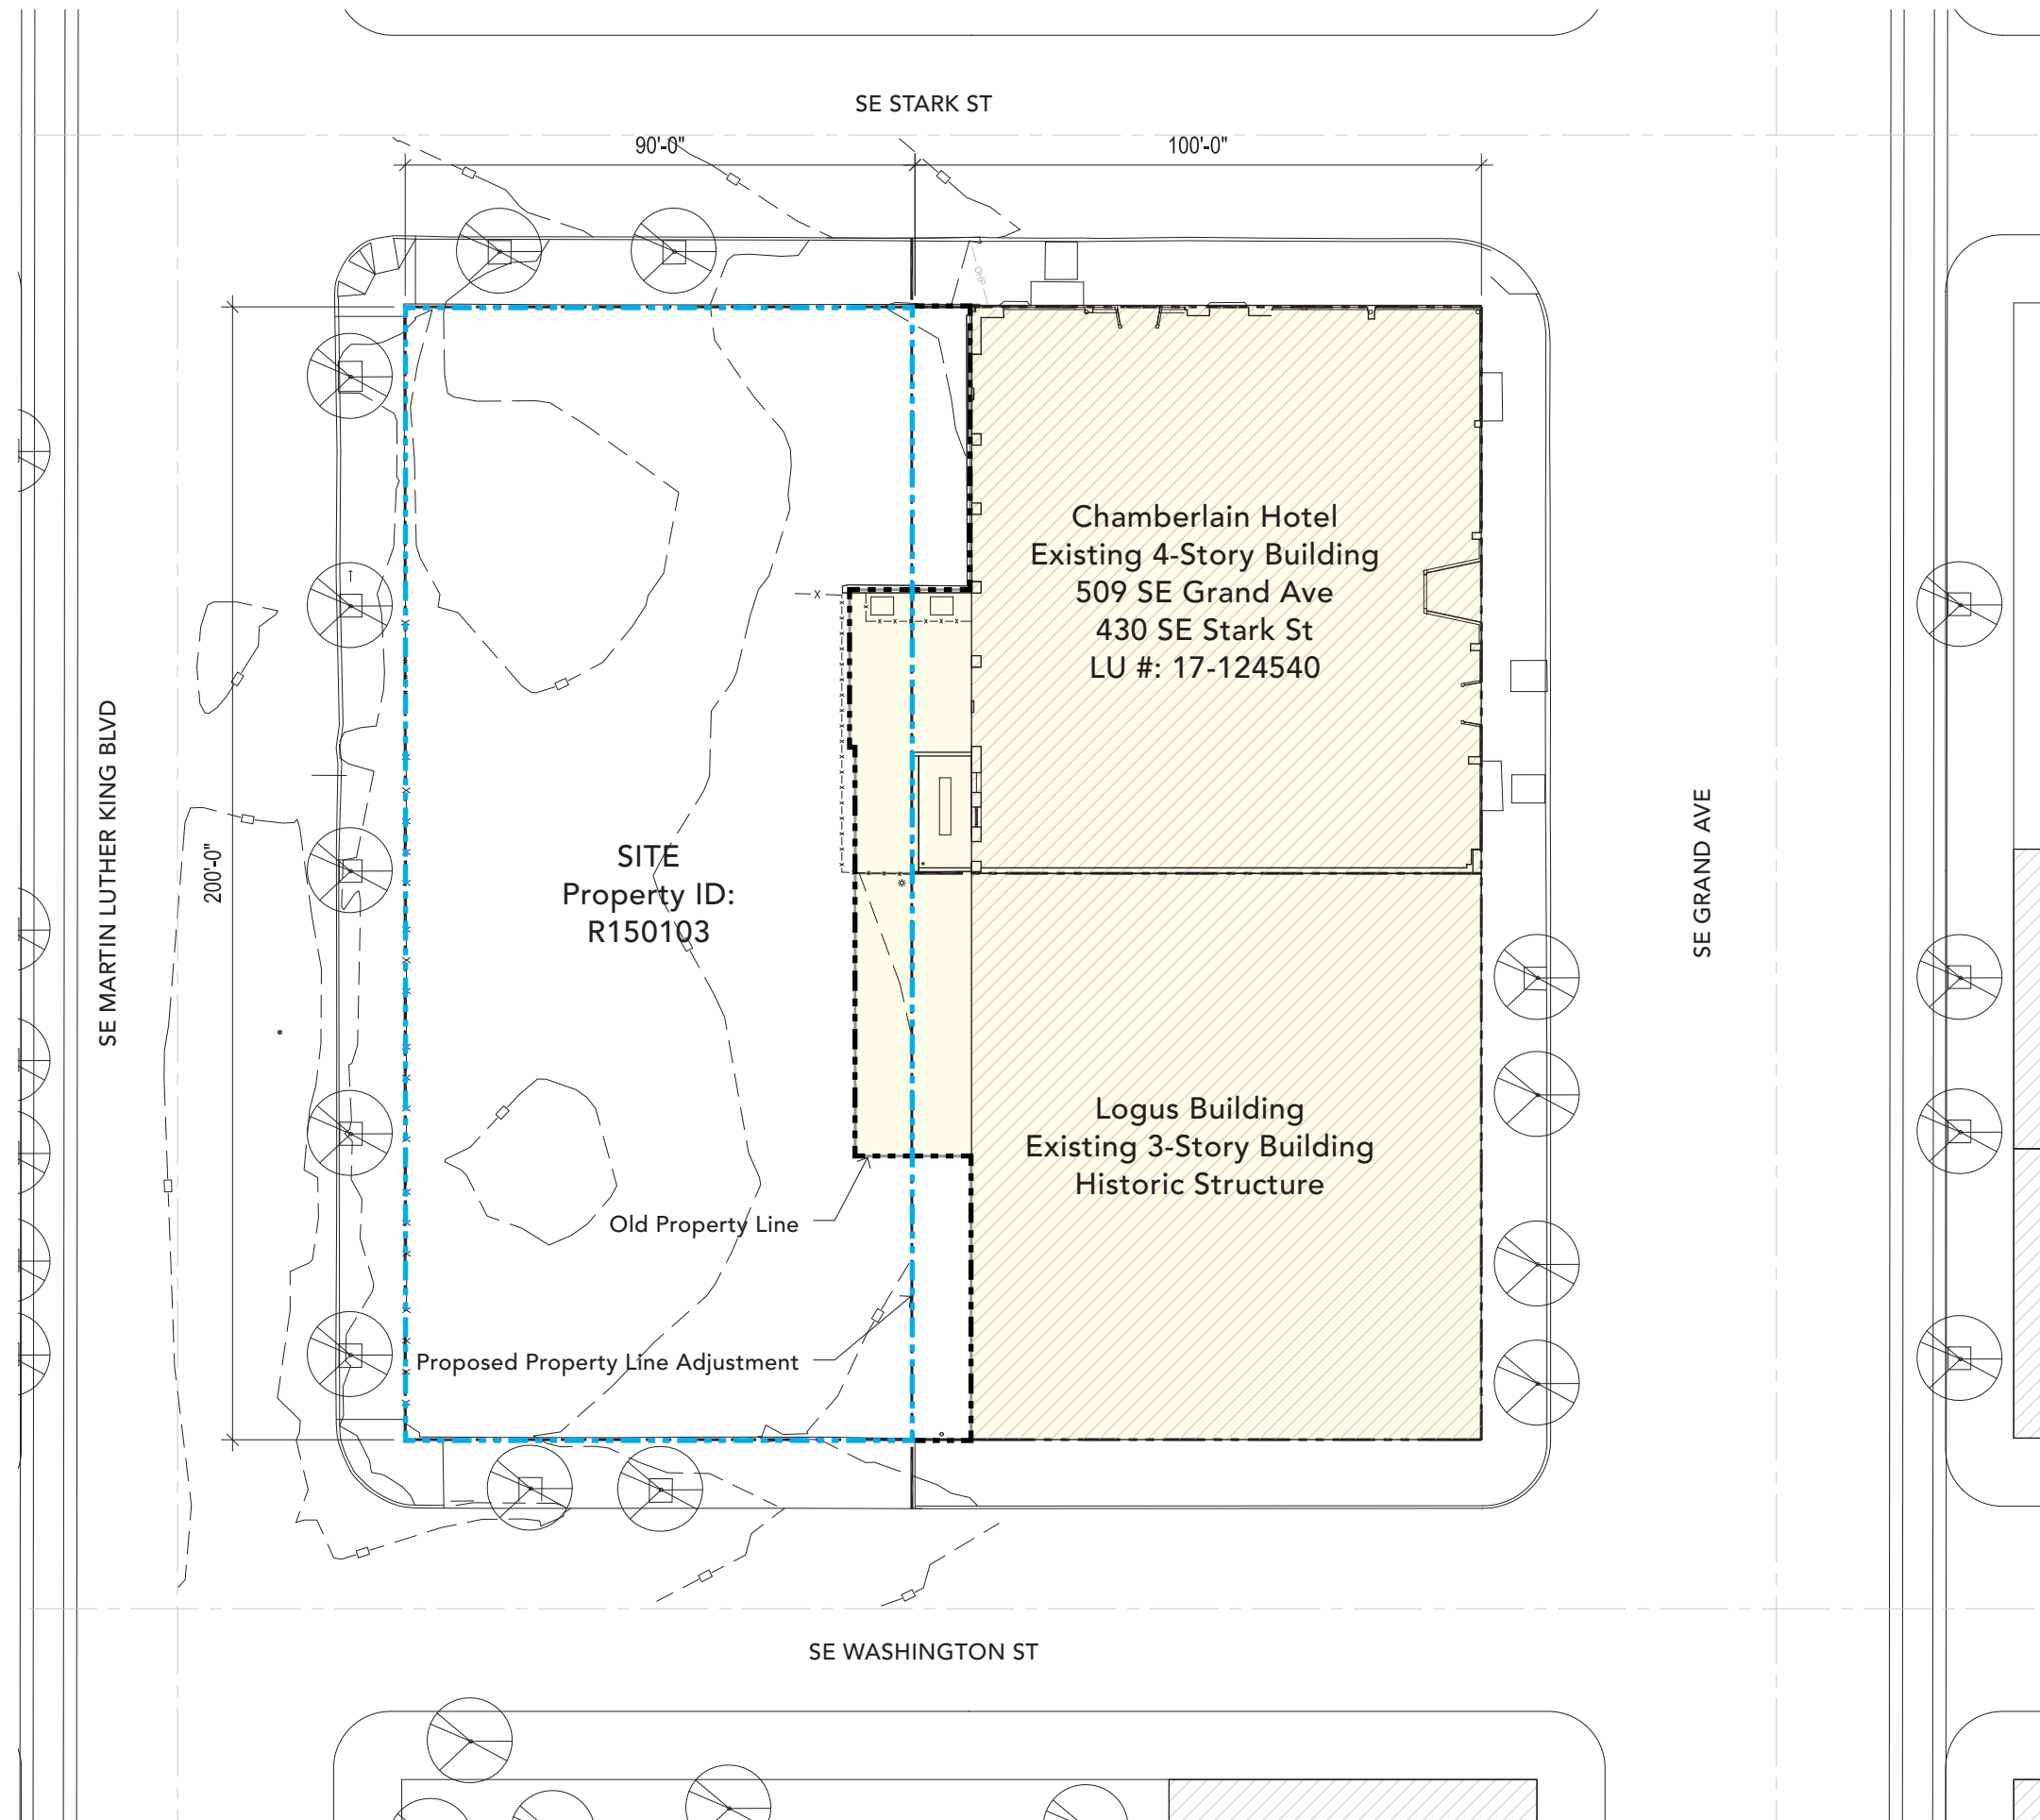 SE STARK ST
90'-0"
100'-0"
OHP
Chamberlain Hotel
Existing 4-Story Building
509 SE Grand Ave
430 SE Stark St
LU #: 17-124540
SE MARTIN LUTHER KING BLVD
200'-0"
SITE
Property ID:
R150103
SE GRAND AVE
Logus Building
Existing 3-Story Building
Historic Structure
Old Property Line
Proposed Property Line Adjustment
SE WASHINGTON ST